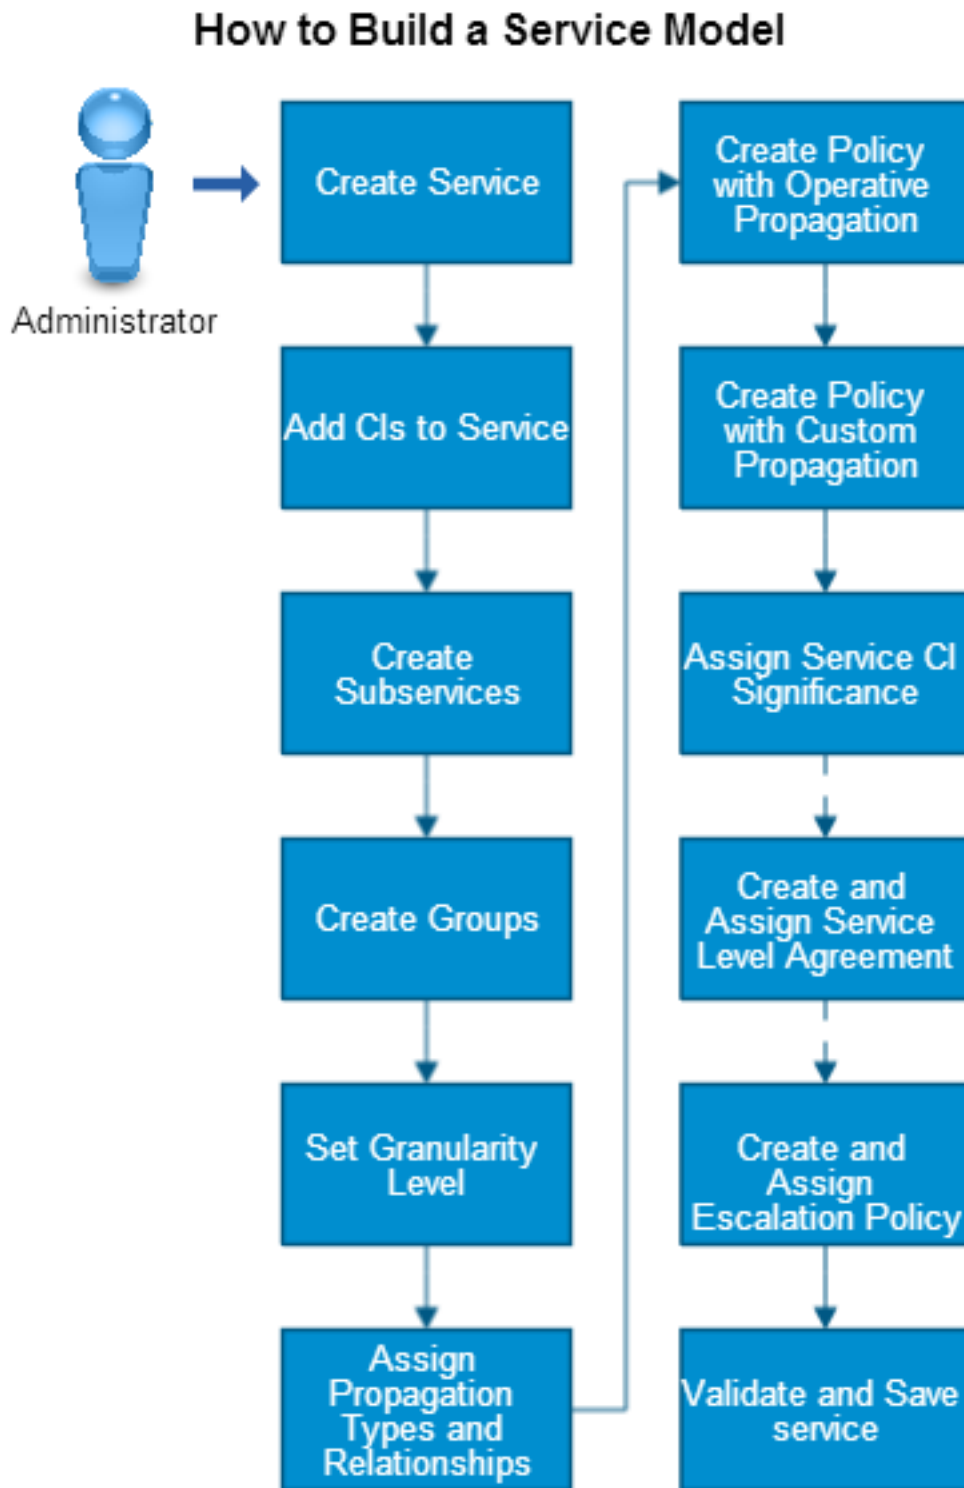 How to Build a Service Model
Administrator
Create Service
Add CIs to Service
Create
Subservices
Create Groups
Set Granularity
Level
Assign
Propagation
Types and
Relationships
Create Policy
with Operative
Propagation
Create Policy
with Custom
Propagation
Assign Service CI
Significance
Create and
Assign Service
Level Agreement
Create and
Assign
Escalation Policy
Validate and Save
service